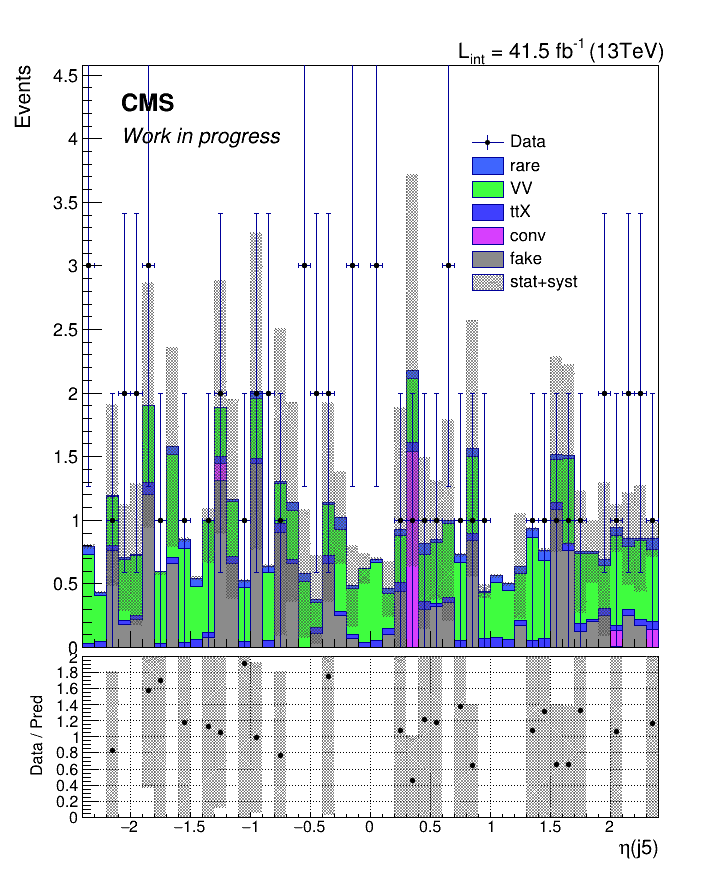 L_int = 41.5 fb^-1 (13TeV)
Events
4.5
4
3.5
3
2.5
2
1.5
1
0.5
0
CMS
Work in progress
Data
rare
VV
ttX
conv
fake
stat+syst
Data / Pred
2
1.8
1.6
1.4
1.2
1
0.8
0.6
0.4
0.2
0
−2 −1.5 −1 −0.5 0 0.5 1 1.5 2
η(j5)